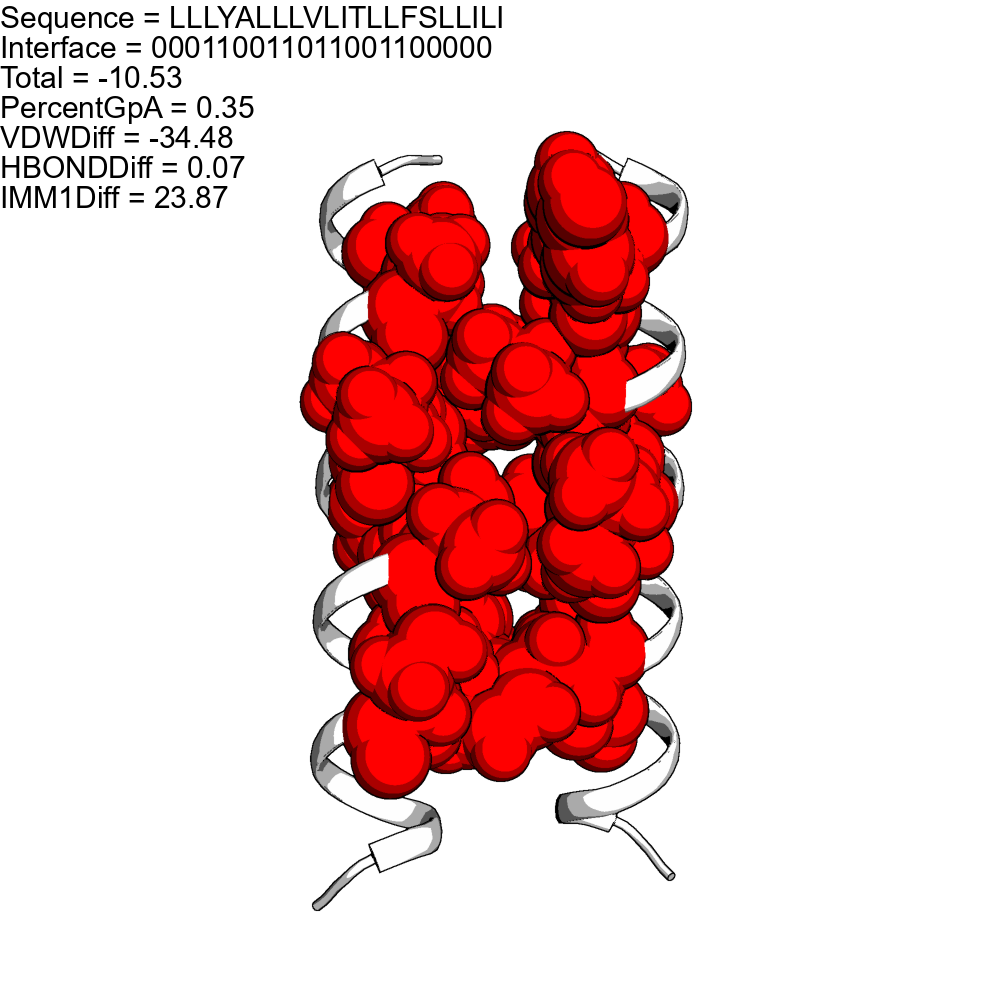 Sequence = LLLYALLLVLITLLFSLLILI
Interface = 000110011011001100000
Total = -10.53
PercentGpA = 0.35
VDWDiff = -34.48
HBONDDiff = 0.07
IMM1Diff = 23.87